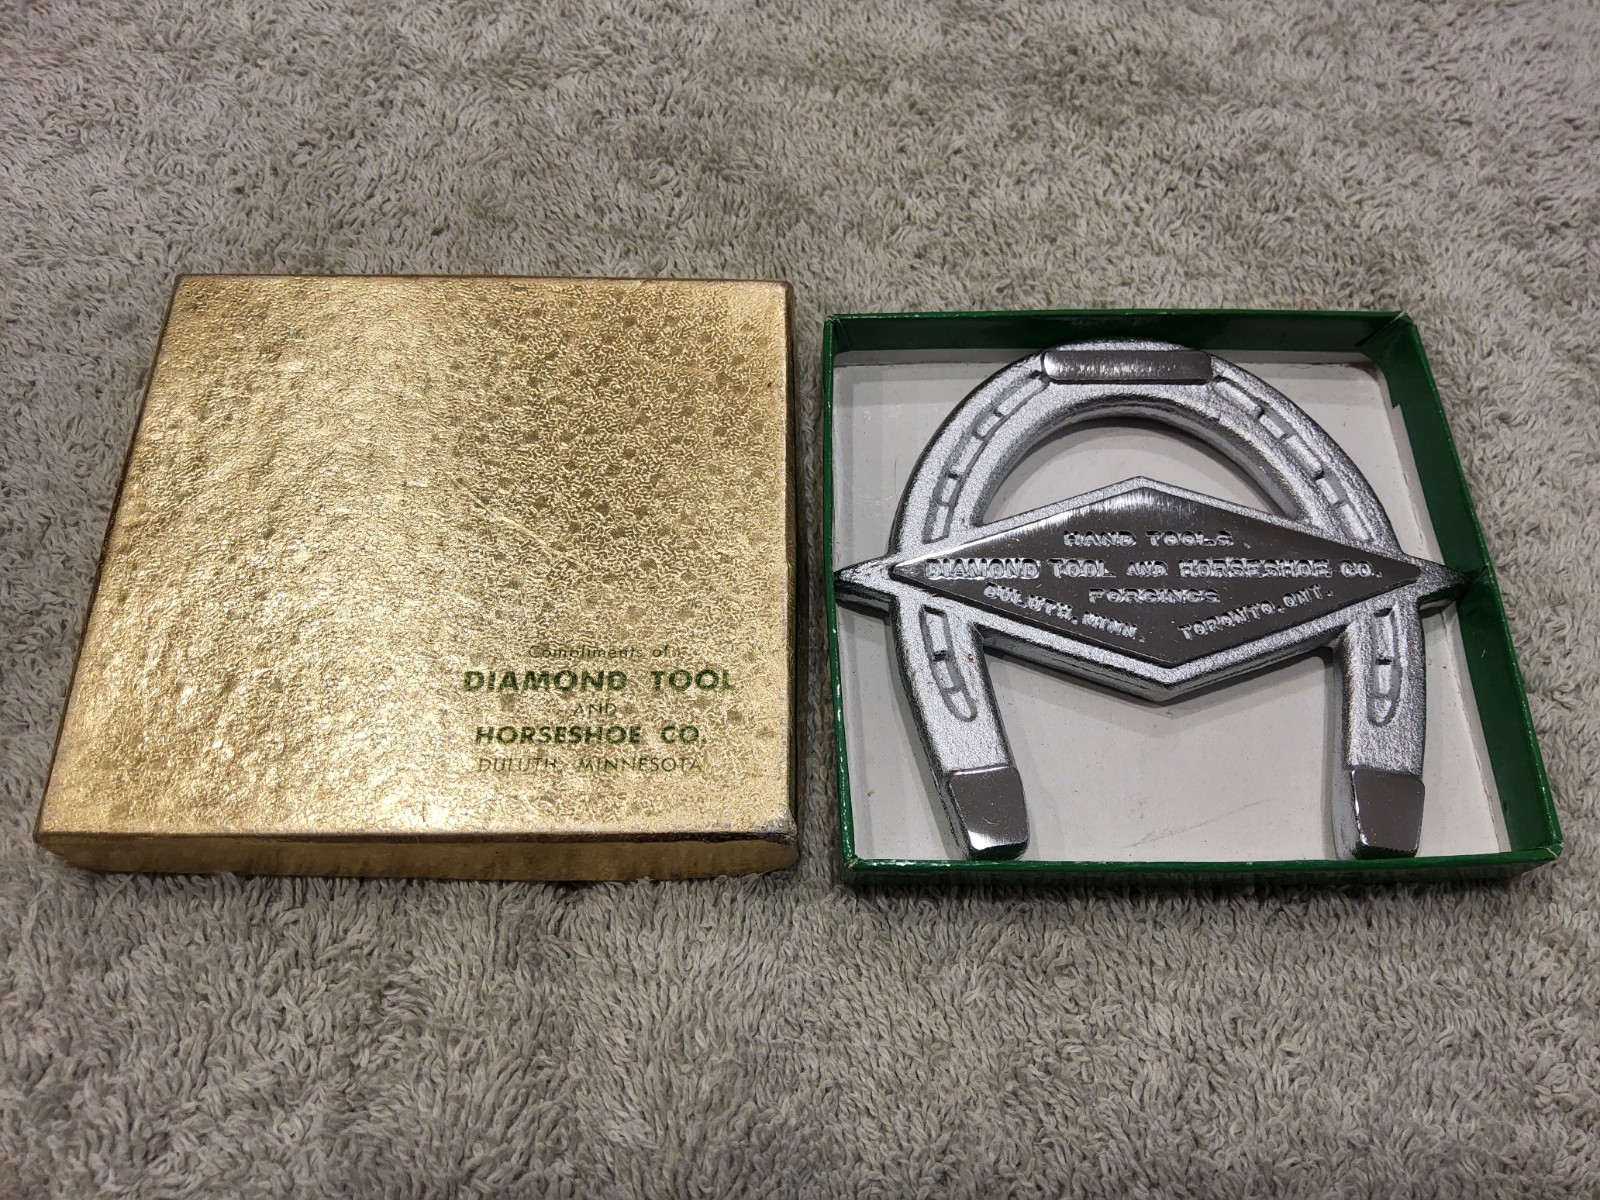 Compliments of
DIAMOND TOOL
AND
HORSESHOE CO.
DULUTH, MINNESOTA
HAND TOOLS
DIAMOND TOOL AND HORSESHOE CO.
FORGINGS
DULUTH, MINN. TORONTO, ONT.